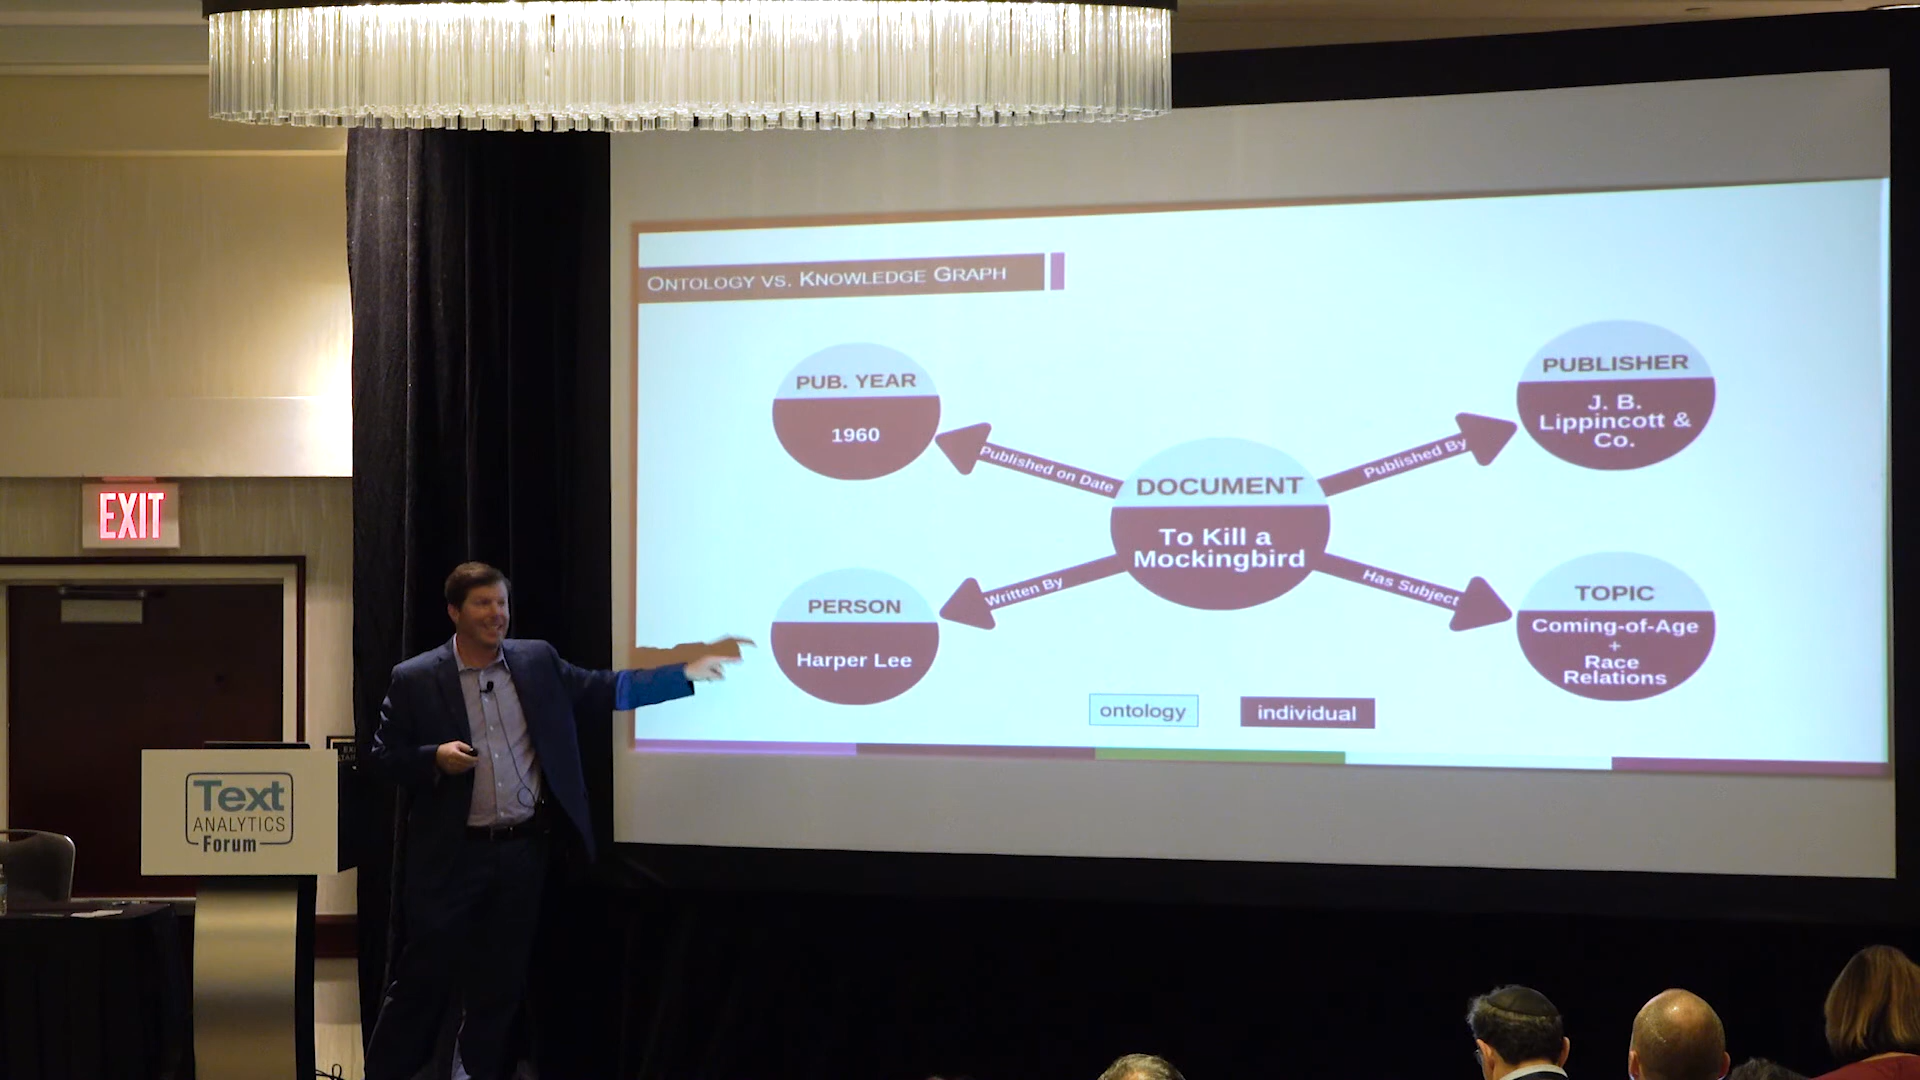 ONTOLOGY VS. KNOWLEDGE GRAPH
PUB. YEAR
1960
PUBLISHER
J. B.
Lippincott &
Co.
Published on Date
Published By
DOCUMENT
To Kill a
Mockingbird
Written By
Has Subject
PERSON
Harper Lee
TOPIC
Coming-of-Age
+
Race
Relations
ontology
individual
EXIT
Text
ANALYTICS
Forum